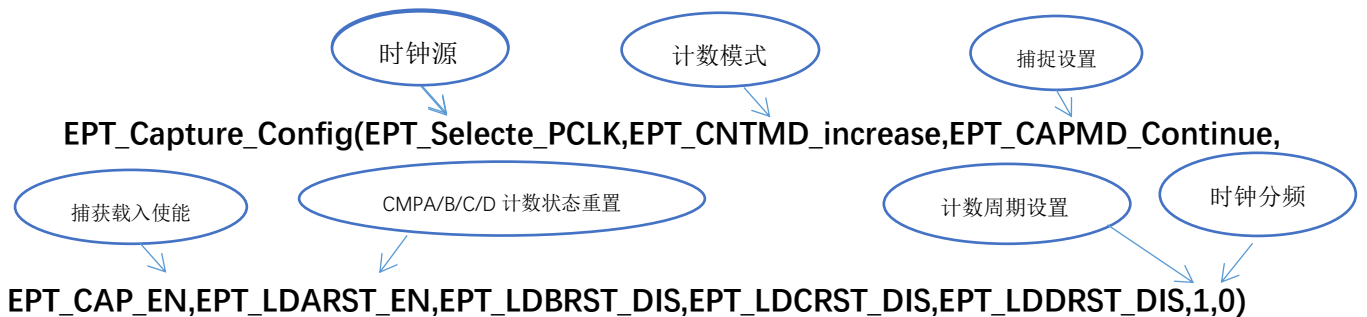 时钟源 计数模式 捕捉设置
EPT_Capture_Config(EPT_Selecte_PCLK,EPT_CNTMD_increase,EPT_CAPMD_Continue,
捕获载入使能 CMPA/B/C/D 计数状态重置 计数周期设置 时钟分频
EPT_CAP_EN,EPT_LDARST_EN,EPT_LDBRST_DIS,EPT_LDCRST_DIS,EPT_LDDRST_DIS,1,0)